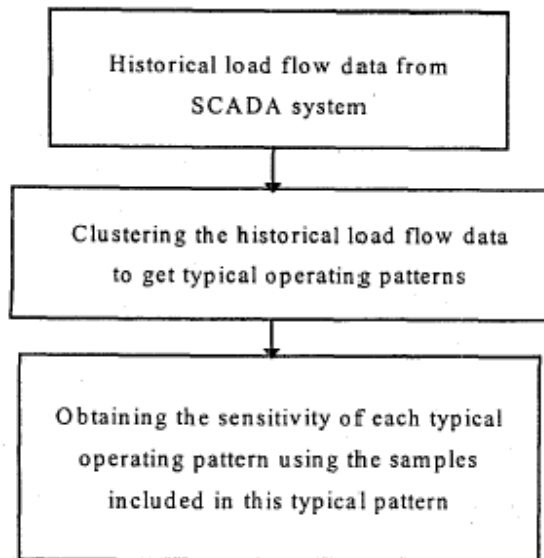 Historical load flow data from
SCADA system
Clustering the historical load flow data
to get typical operating patterns
Obtaining the sensitivity of each typical
operating pattern using the samples
included in this typical pattern